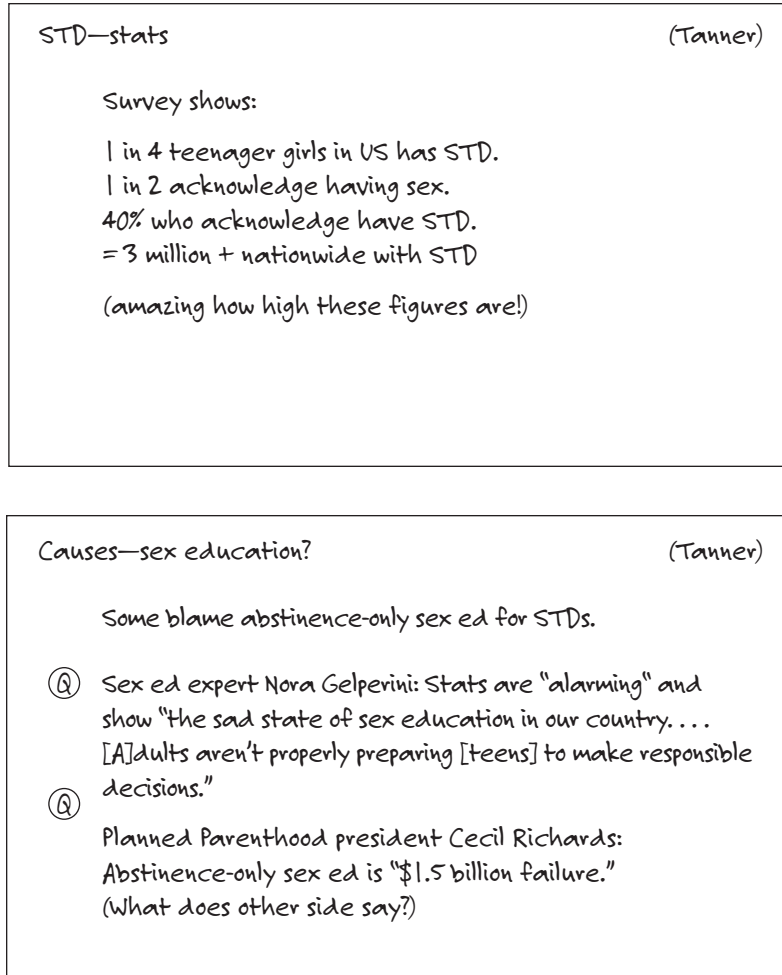 STD—stats (Tanner)
Survey shows:
1 in 4 teenager girls in US has STD.
1 in 2 acknowledge having sex.
40% who acknowledge have STD.
= 3 million + nationwide with STD
(amazing how high these figures are!)
Causes—sex education? (Tanner)
Some blame abstinence-only sex ed for STDs.
Q Sex ed expert Nora Gelperini: Stats are "alarming" and
show "the sad state of sex education in our country. . . .
[A]dults aren't properly preparing [teens] to make responsible
decisions."
Q
Planned Parenthood president Cecil Richards:
Abstinence-only sex ed is "$1.5 billion failure."
(What does other side say?)